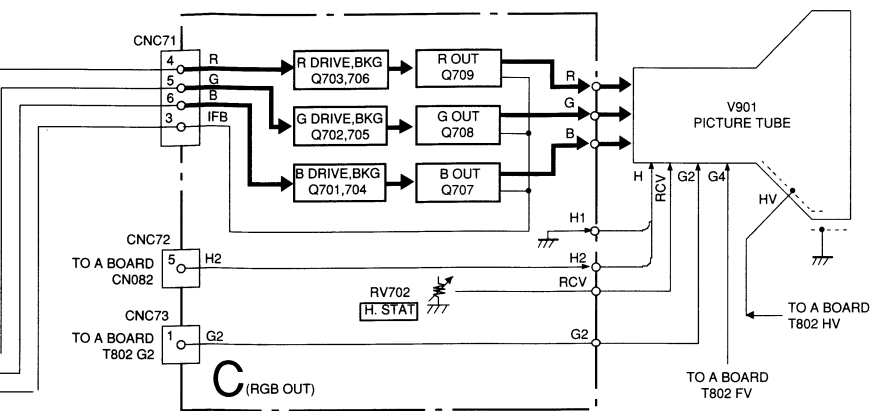 CNC71
4 R
5 G
6 B
3 IFB
R DRIVE,BKG
Q703,706
R OUT
Q709
G DRIVE,BKG
Q702,705
G OUT
Q708
B DRIVE,BKG
Q701,704
B OUT
Q707
R
G
B
V901
PICTURE TUBE
H
RCV
G2
G4
HV
H1
CNC72
5 H2
TO A BOARD
CN082
H2
RCV
RV702
H. STAT
CNC73
1 G2
TO A BOARD
T802 G2
G2
TO A BOARD
T802 HV
TO A BOARD
T802 FV
C (RGB OUT)